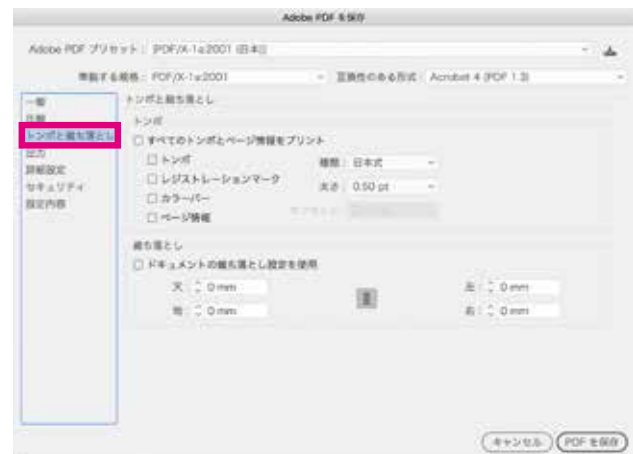 Adobe PDF を保存
Adobe PDF プリセット： [PDF/X-1a:2001 (日本)]
準拠する規格： PDF/X-1a:2001
互換性のある形式： Acrobat 4 (PDF 1.3)
一般
圧縮
トンボと裁ち落とし
出力
詳細設定
セキュリティ
設定内容
トンボと裁ち落とし
トンボ
すべてのトンボとページ情報をプリント
トンボ
種類： 日本式
レジストレーションマーク
太さ： 0.50 pt
カラーバー
ページ情報
裁ち落とし
ドキュメントの裁ち落とし設定を使用
天： 0 mm
左： 0 mm
地： 0 mm
右： 0 mm
キャンセル
PDF を保存